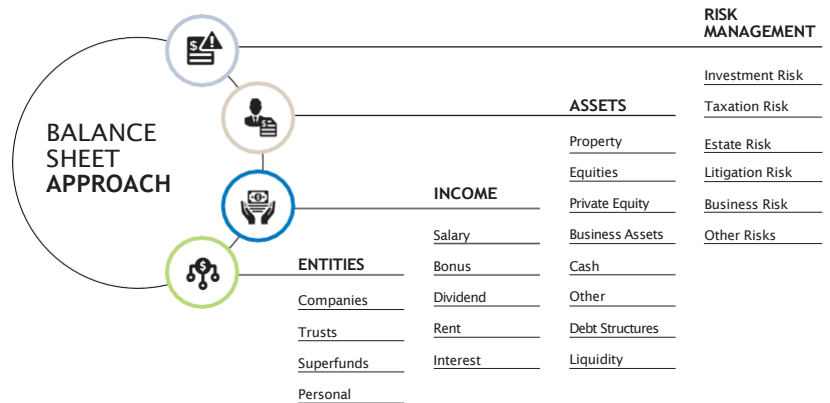 BALANCE
SHEET
APPROACH
RISK
MANAGEMENT
Investment Risk
Taxation Risk
Estate Risk
Litigation Risk
Business Risk
Other Risks
ASSETS
Property
Equities
Private Equity
Business Assets
Cash
Other
Debt Structures
Liquidity
INCOME
Salary
Bonus
Dividend
Rent
Interest
ENTITIES
Companies
Trusts
Superfunds
Personal